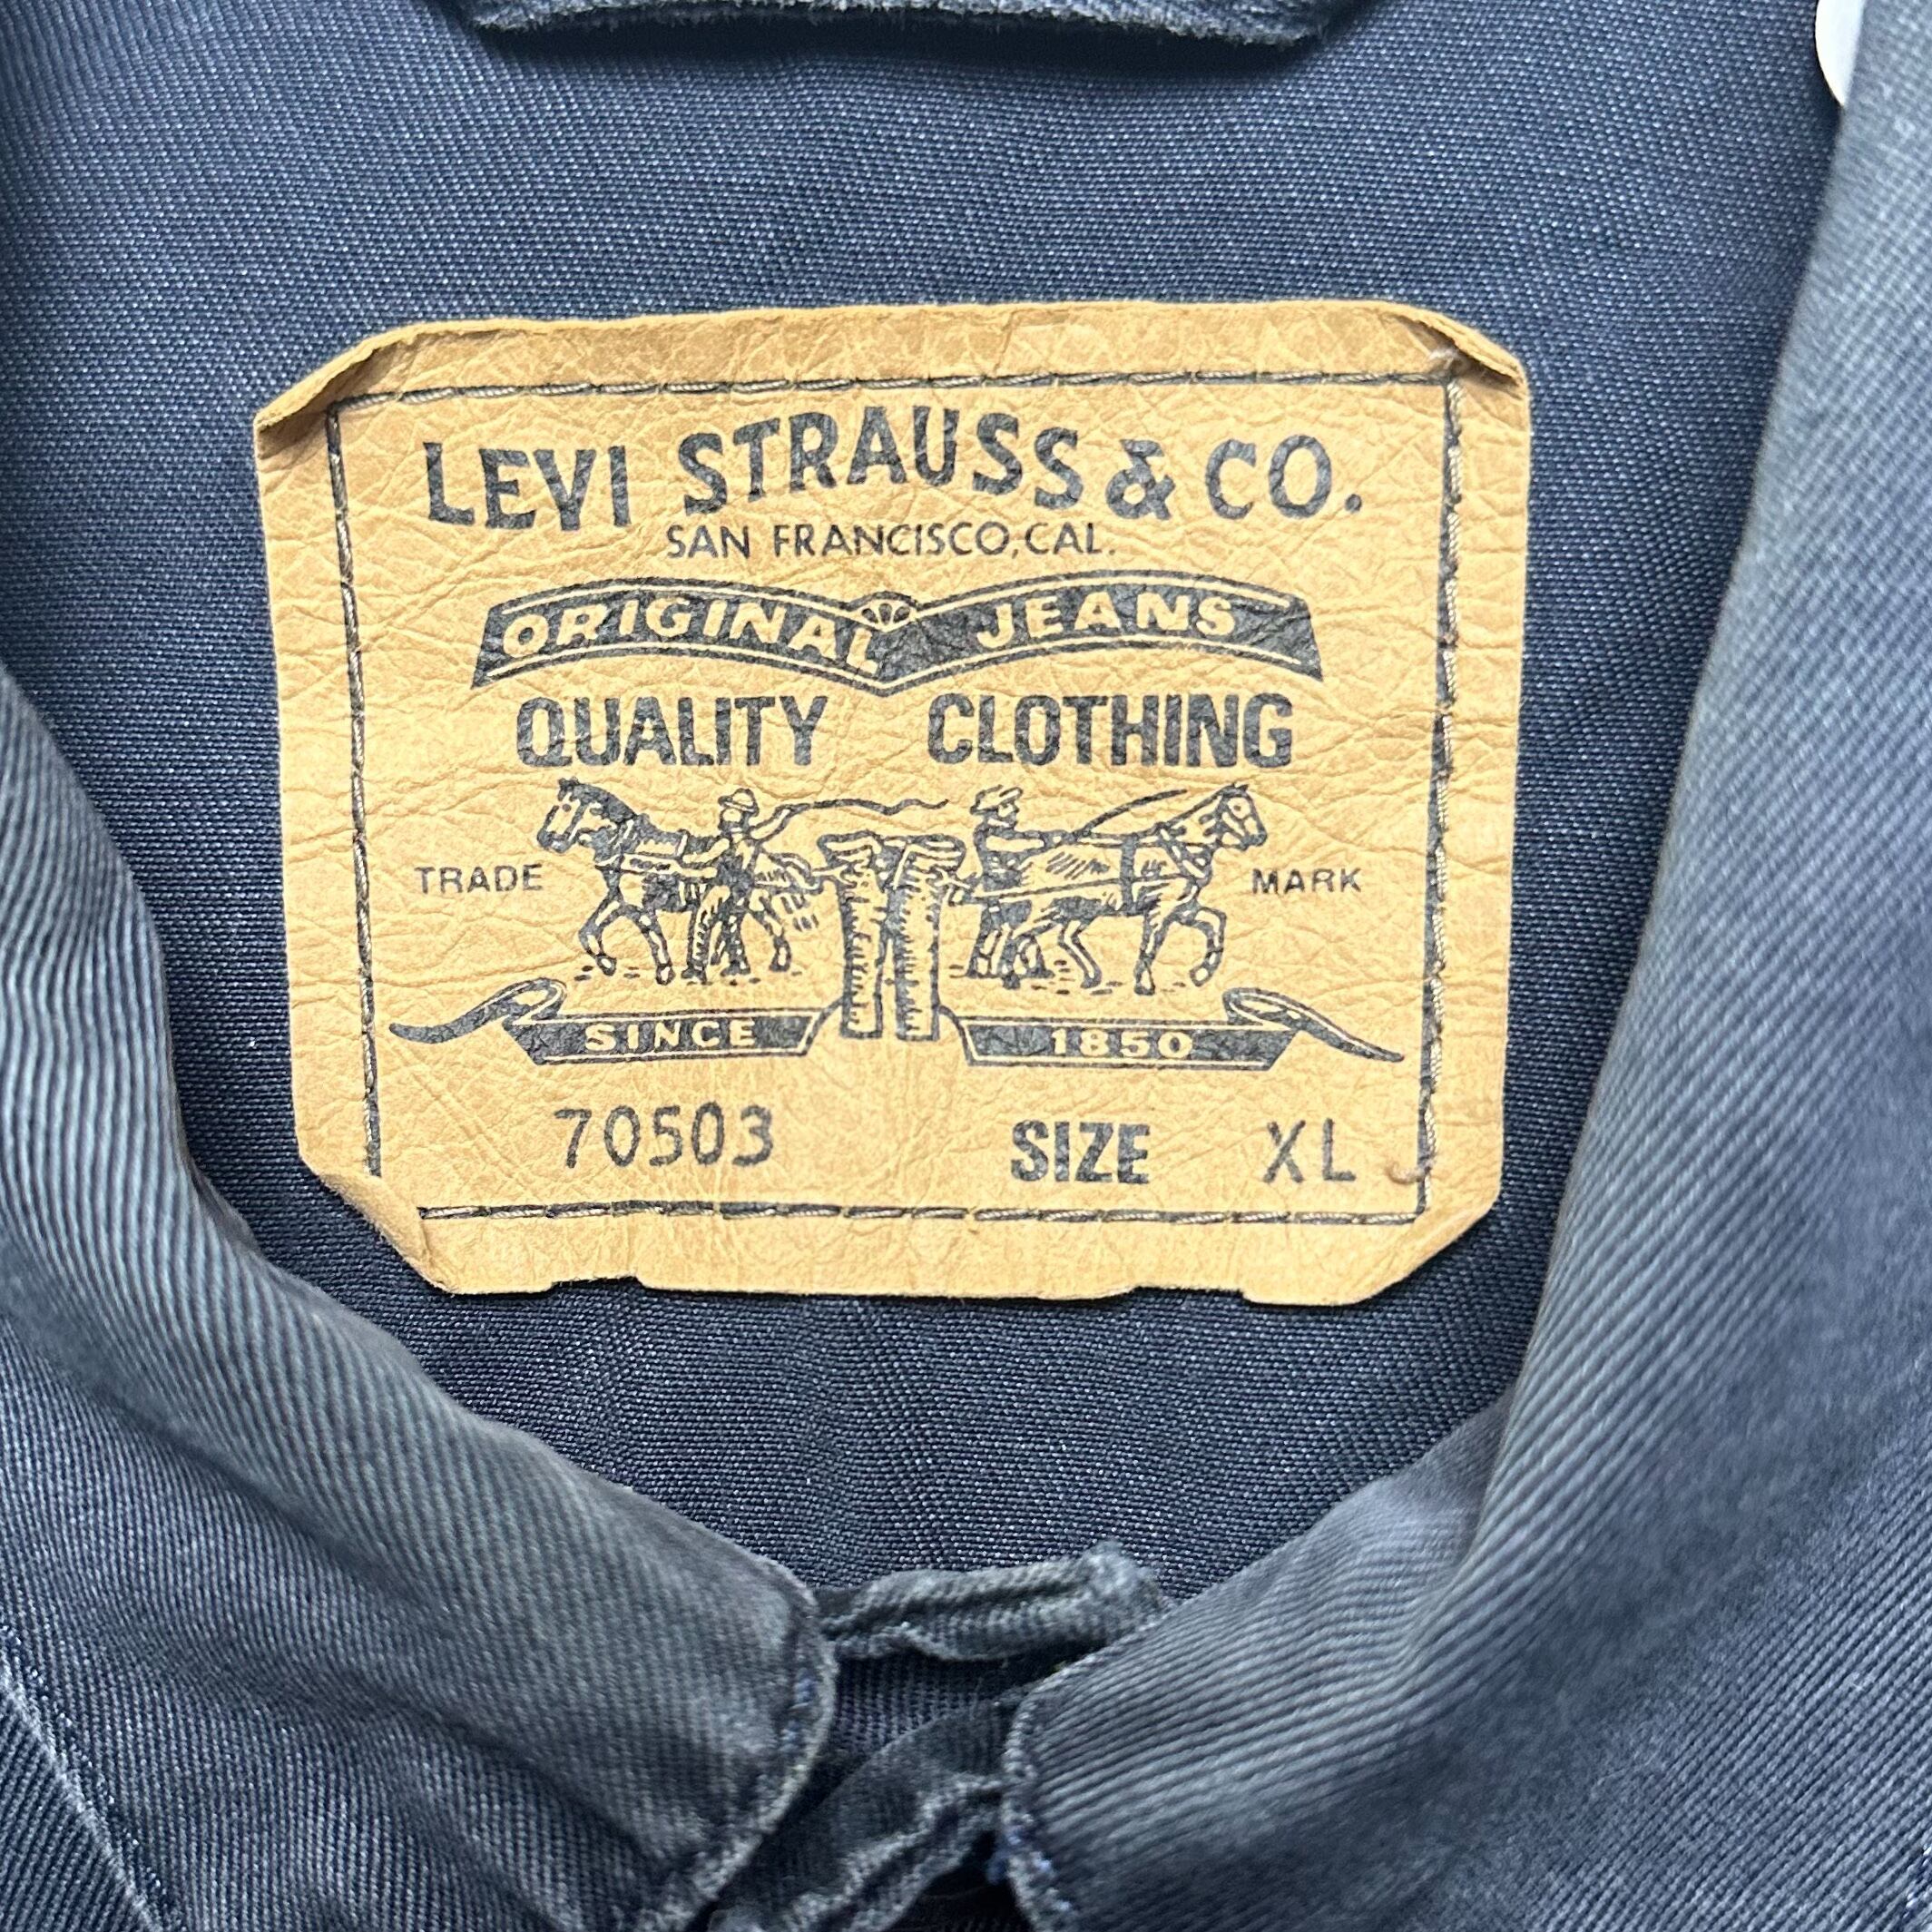 LEVI STRAUSS & CO.
SAN FRANCISCO, CAL.
ORIGINAL JEANS
QUALITY CLOTHING
TRADE MARK
SINCE 1850
70503 SIZE XL